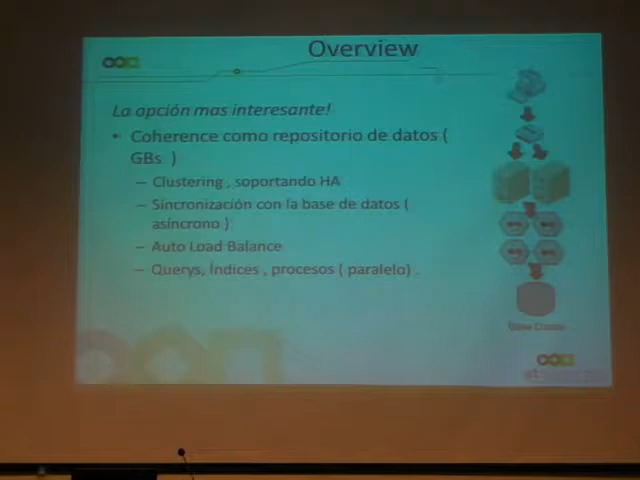 Overview
La opción mas interesante!
• Coherence como repositorio de datos (
GBs )
– Clustering , soportando HA
– Sincronización con la base de datos (
asíncrono )
– Auto Load Balance
– Querys, Índices , procesos ( paralelo) .